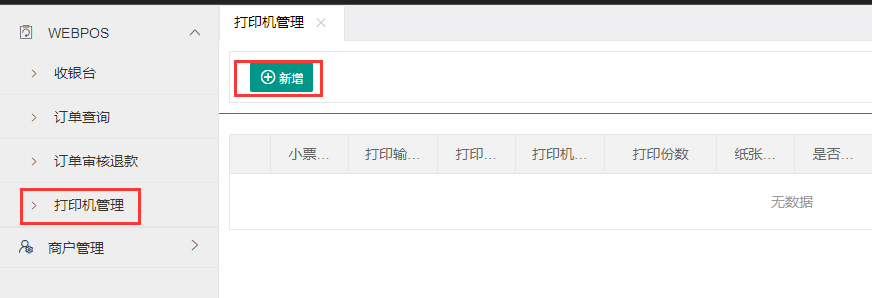 WEBPOS
收银台
订单查询
订单审核退款
打印机管理
商户管理
打印机管理
新增
小票... 打印输... 打印... 打印机... 打印份数 纸张... 是否...
无数据